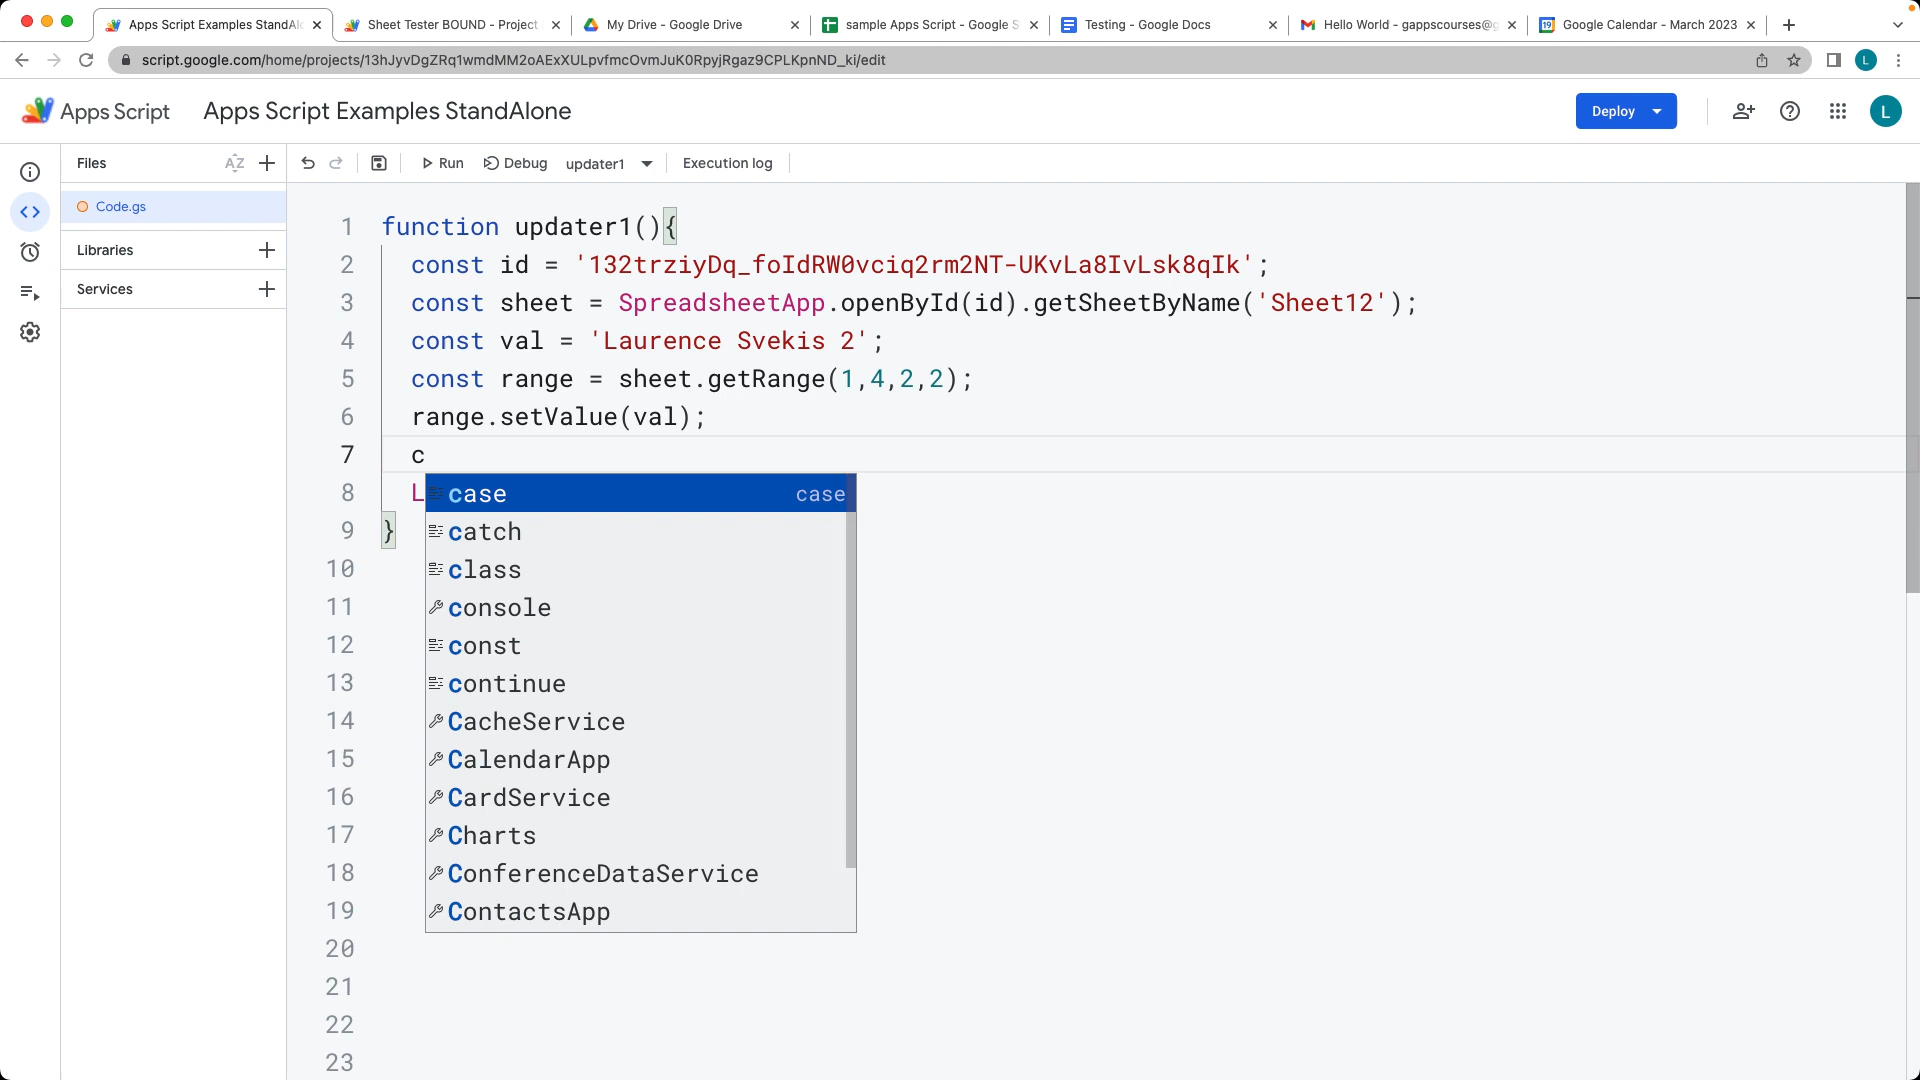 Apps Script Examples StandAl
Sheet Tester BOUND - Project
My Drive - Google Drive
sample Apps Script - Google S
Testing - Google Docs
Hello World - gappscourses@g
19
Google Calendar - March 2023
script.google.com/home/projects/13hJyvDgZRq1wmdMM2oAExXULpvfmcOvmJuK0RpyjRgaz9CPLKpnND_ki/edit
L
Apps Script
Apps Script Examples StandAlone
Deploy
L
Files
AZ
Run
Debug
updater1
Execution log
Code.gs
Libraries
Services
1 function updater1(){
2 const id = '132trziyDq_foIdRW0vciq2rm2NT-UKvLa8IvLsk8qIk';
3 const sheet = SpreadsheetApp.openById(id).getSheetByName('Sheet12');
4 const val = 'Laurence Svekis 2';
5 const range = sheet.getRange(1,4,2,2);
6 range.setValue(val);
7 c
8 L
case case
9 }
catch
10
class
11
console
12
const
13
continue
14
CacheService
15
CalendarApp
16
CardService
17
Charts
18
ConferenceDataService
19
ContactsApp
20
21
22
23